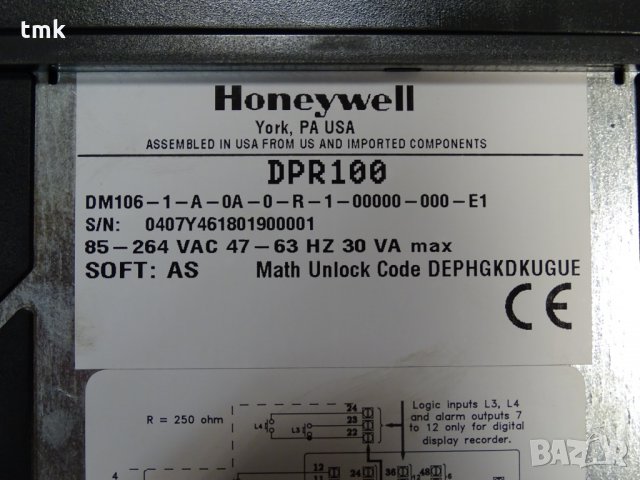 tmk
Honeywell
York, PA USA
ASSEMBLED IN USA FROM US AND IMPORTED COMPONENTS
DPR100
DM106-1-A-0A-0-R-1-00000-000-E1
S/N: 0407Y461801900001
85-264 VAC 47-63 HZ 30 VA max
SOFT: AS Math Unlock Code DEPHGKDKUGUE
CE
R = 250 ohm
Logic inputs L3, L4
and alarm outputs 7
to 12 only for digital
display recorder.
24
L4 23
L3 22
4
12 24 36 48 6
11
BAZAR